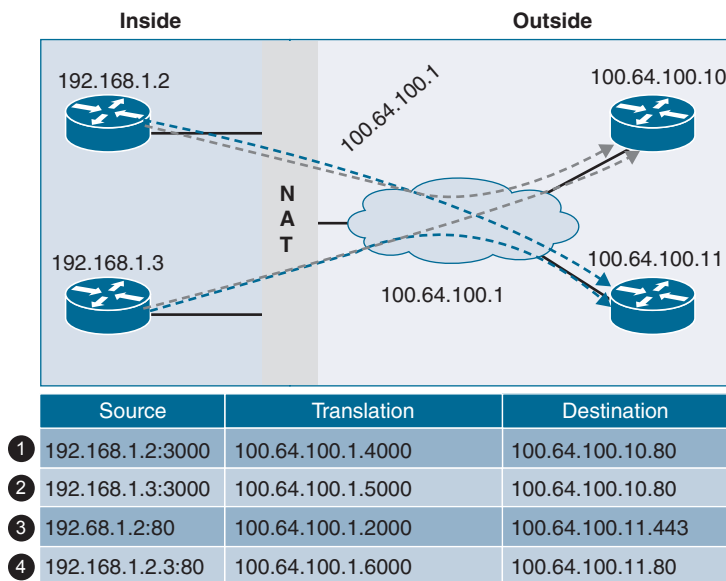 Inside Outside
192.168.1.2 100.64.100.10
100.64.100.1
N
A
T
192.168.1.3 100.64.100.11
100.64.100.1
Source Translation Destination
1 192.168.1.2:3000 100.64.100.1.4000 100.64.100.10.80
2 192.168.1.3:3000 100.64.100.1.5000 100.64.100.10.80
3 192.68.1.2:80 100.64.100.1.2000 100.64.100.11.443
4 192.168.1.2.3:80 100.64.100.1.6000 100.64.100.11.80